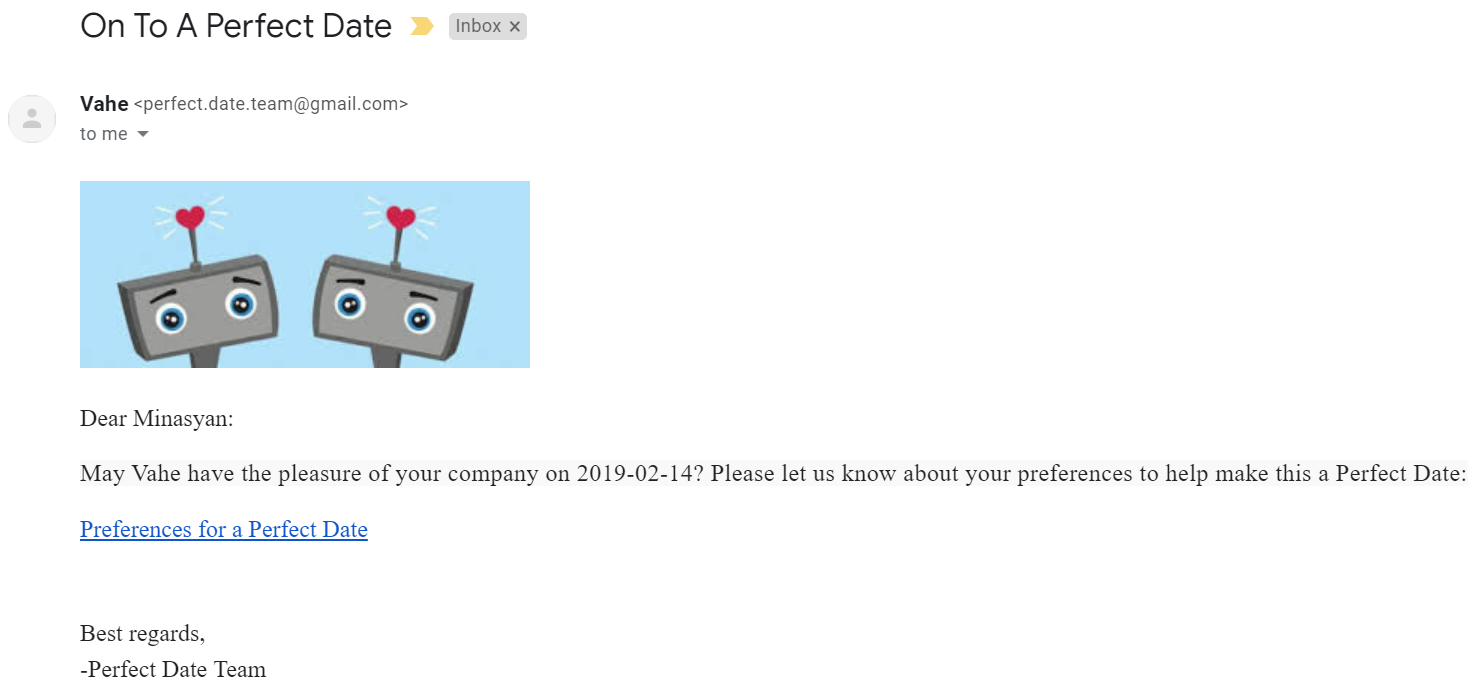 On To A Perfect Date Inbox ×
Vahe <perfect.date.team@gmail.com>
to me
Dear Minasyan:
May Vahe have the pleasure of your company on 2019-02-14? Please let us know about your preferences to help make this a Perfect Date:
Preferences for a Perfect Date
Best regards,
-Perfect Date Team